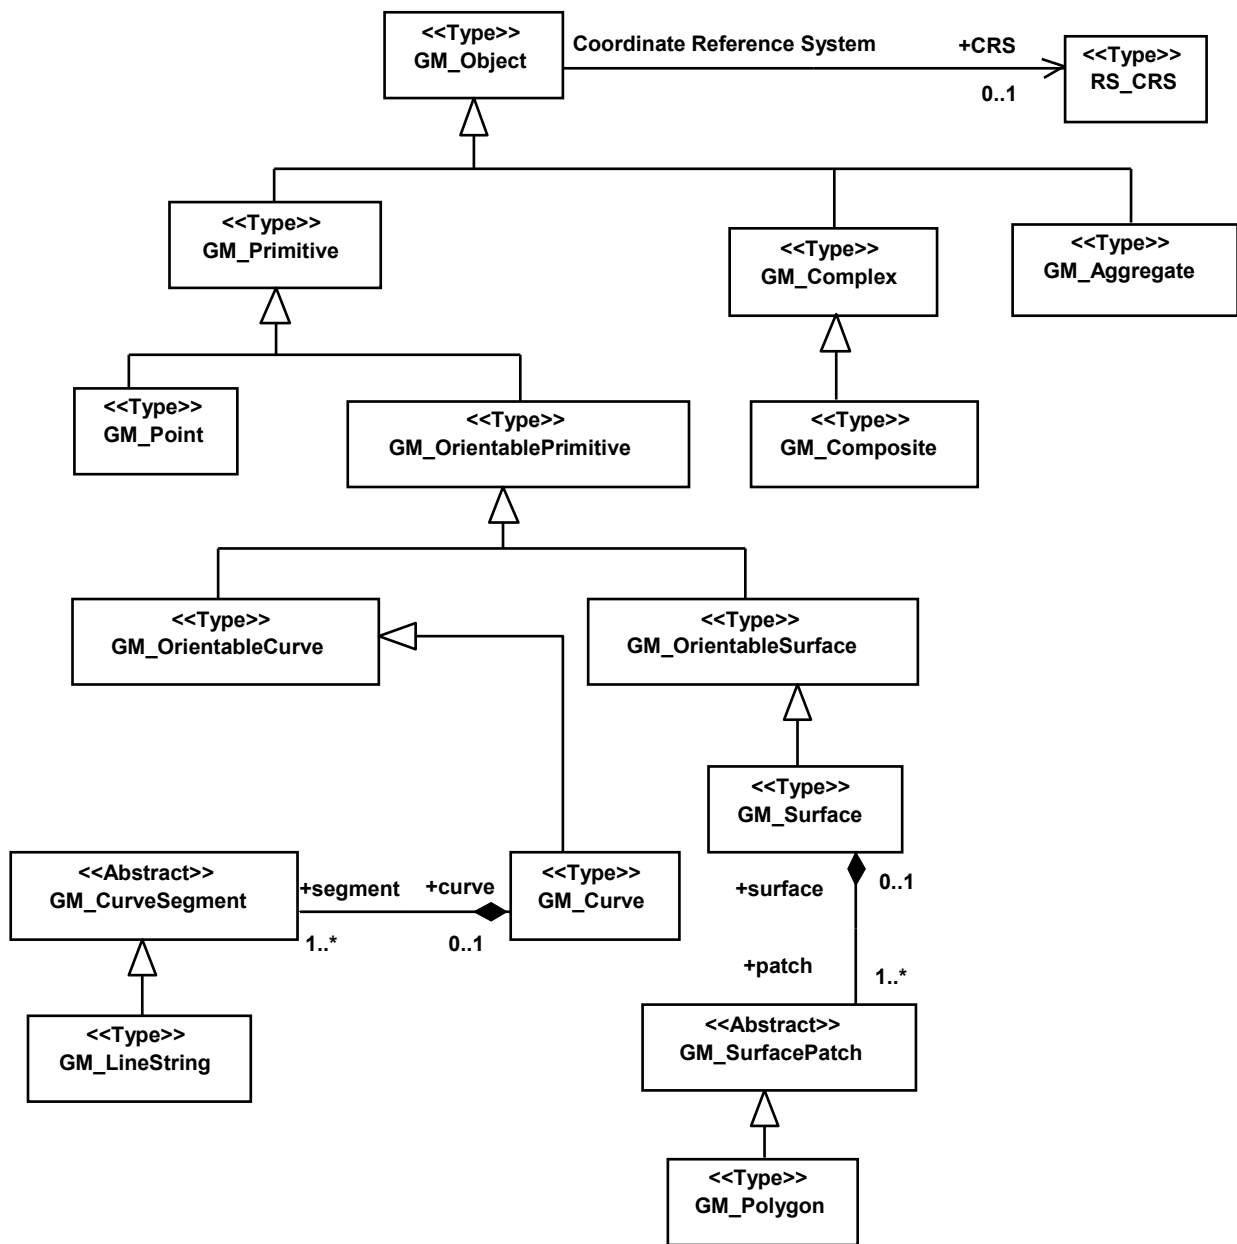 <<Type>>
GM_Object
Coordinate Reference System
+CRS
0..1
<<Type>>
RS_CRS
<<Type>>
GM_Primitive
<<Type>>
GM_Complex
<<Type>>
GM_Aggregate
<<Type>>
GM_Point
<<Type>>
GM_OrientablePrimitive
<<Type>>
GM_Composite
<<Type>>
GM_OrientableCurve
<<Type>>
GM_OrientableSurface
<<Type>>
GM_Surface
<<Abstract>>
GM_CurveSegment
+segment
+curve
1..*
0..1
<<Type>>
GM_Curve
+surface
0..1
+patch
1..*
<<Type>>
GM_LineString
<<Abstract>>
GM_SurfacePatch
<<Type>>
GM_Polygon